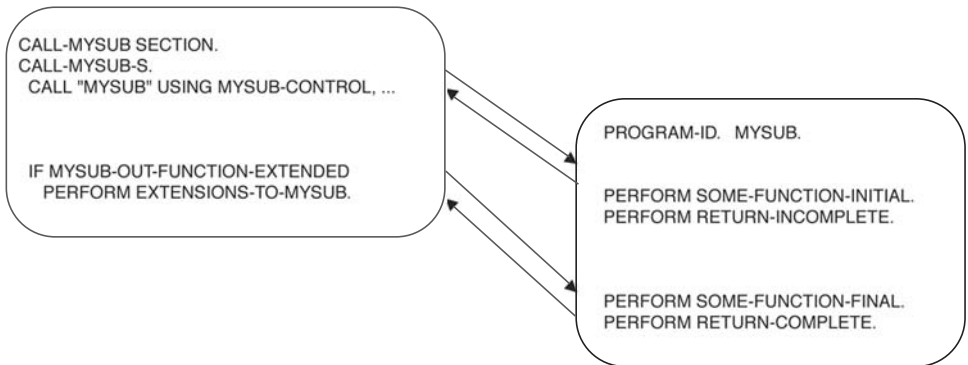 CALL-MYSUB SECTION.
CALL-MYSUB-S.
CALL "MYSUB" USING MYSUB-CONTROL, ...
IF MYSUB-OUT-FUNCTION-EXTENDED
PERFORM EXTENSIONS-TO-MYSUB.
PROGRAM-ID. MYSUB.
PERFORM SOME-FUNCTION-INITIAL.
PERFORM RETURN-INCOMPLETE.
PERFORM SOME-FUNCTION-FINAL.
PERFORM RETURN-COMPLETE.